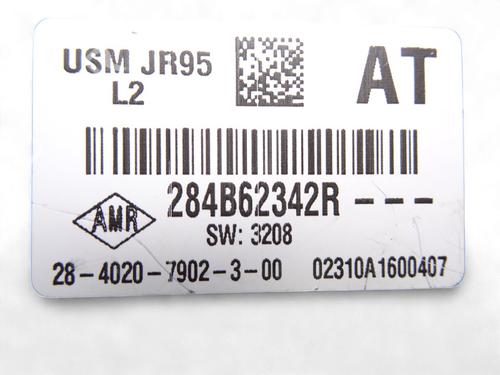 USM JR95 AT
L2
AMR 284B62342R---
SW: 3208
28-4020-7902-3-00 02310A1600407